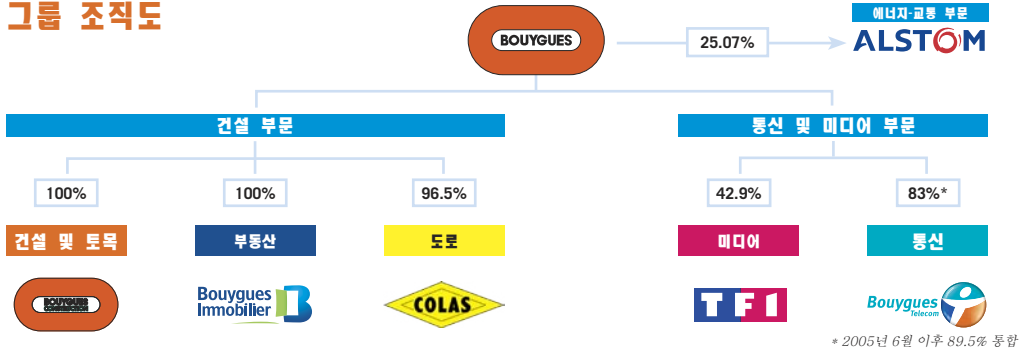 그룹 조직도
BOUYGUES
25.07%
에너지-교통 부문
ALSTOM
건설 부문
통신 및 미디어 부문
100%
100%
96.5%
42.9%
83%*
건설 및 토목
부동산
도로
미디어
통신
BOUYGUES
CONSTRUCTION
Bouygues
Immobilier
COLAS
TF1
Bouygues
Telecom
* 2005년 6월 이후 89.5% 통합